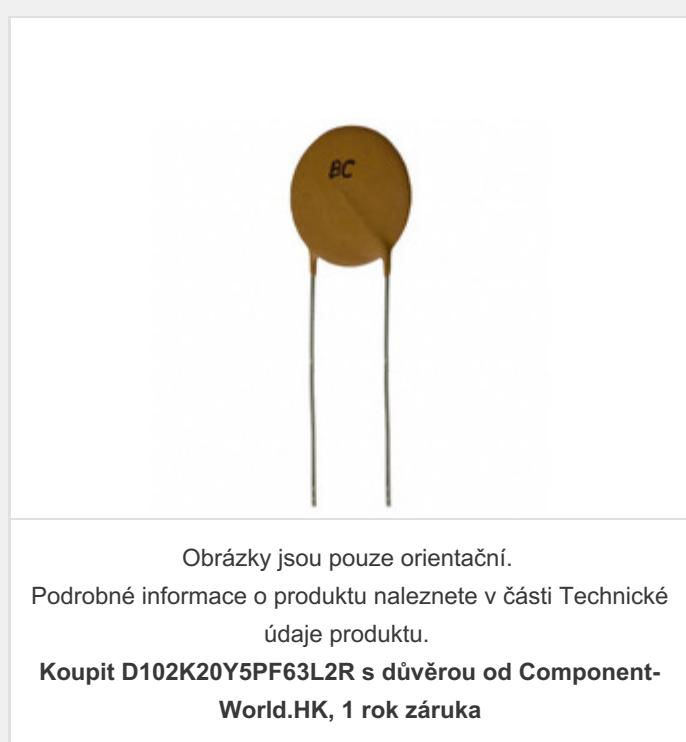 BC
Obrázky jsou pouze orientační.
Podrobné informace o produktu naleznete v části Technické
údaje produktu.
Koupit D102K20Y5PF63L2R s důvěrou od Component-
World.HK, 1 rok záruka